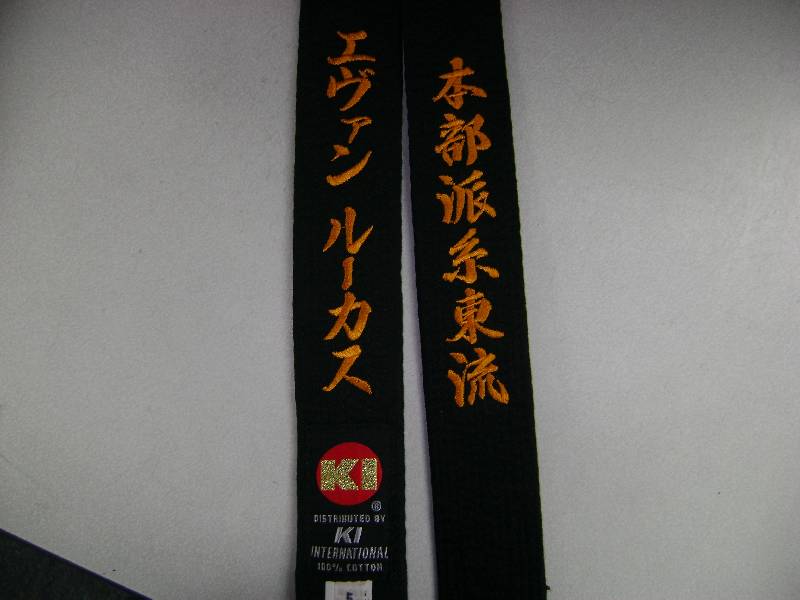 エヴァン ルーカス
本部派糸東流
KI
®
DISTRIBUTED BY
KI
INTERNATIONAL
100% COTTON
5